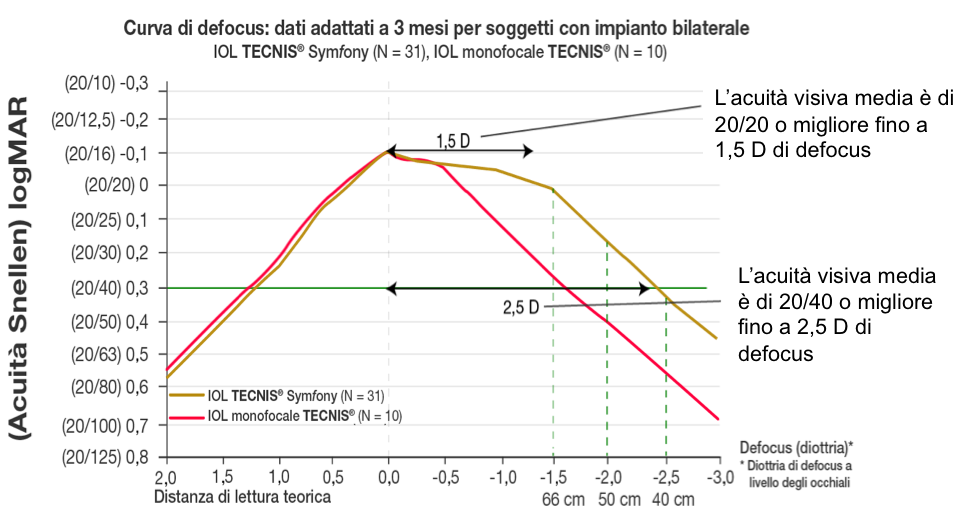 Curva di defocus: dati adattati a 3 mesi per soggetti con impianto bilaterale
IOL TECNIS® Symfony (N = 31), IOL monofocale TECNIS® (N = 10)
(Acuità Snellen) logMAR
(20/10) -0,3
(20/12,5) -0,2
(20/16) -0,1
(20/20) 0
(20/25) 0,1
(20/30) 0,2
(20/40) 0,3
(20/50) 0,4
(20/63) 0,5
(20/80) 0,6
(20/100) 0,7
(20/125) 0,8
1,5 D
L'acuità visiva media è di
20/20 o migliore fino a
1,5 D di defocus
2,5 D
L'acuità visiva media
è di 20/40 o migliore
fino a 2,5 D di
defocus
IOL TECNIS® Symfony (N = 31)
IOL monofocale TECNIS® (N = 10)
2,0 1,5 1,0 0,5 0,0 -0,5 -1,0 -1,5 -2,0 -2,5 -3,0
Distanza di lettura teorica
66 cm 50 cm 40 cm
Defocus (diottria)*
* Diottria di defocus a
livello degli occhiali